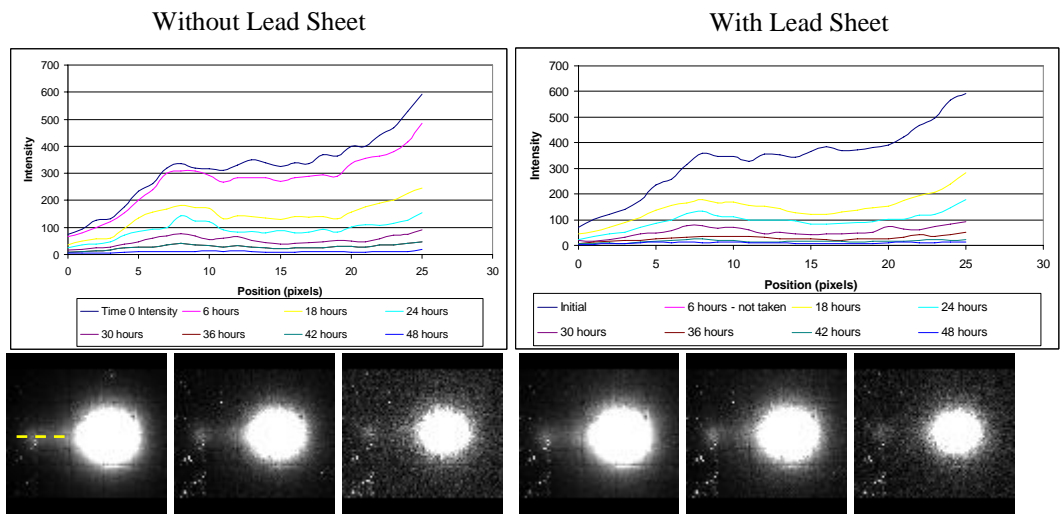 Without Lead Sheet
700
600
500
400
300
200
100
0
Intensity
0 5 10 15 20 25 30
Position (pixels)
Time 0 Intensity 6 hours 18 hours 24 hours
30 hours 36 hours 42 hours 48 hours
With Lead Sheet
700
600
500
400
300
200
100
0
Intensity
0 5 10 15 20 25 30
Position (pixels)
Initial 6 hours - not taken 18 hours 24 hours
30 hours 36 hours 42 hours 48 hours